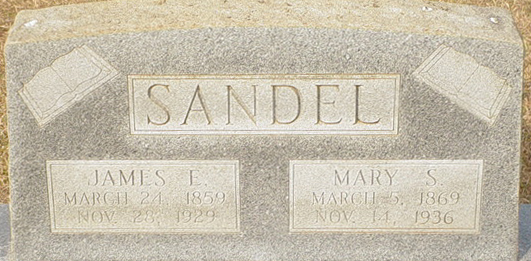 SANDEL
JAMES E.
MARCH 24, 1859
NOV. 28, 1929
MARY S.
MARCH 5, 1869
NOV. 14, 1936